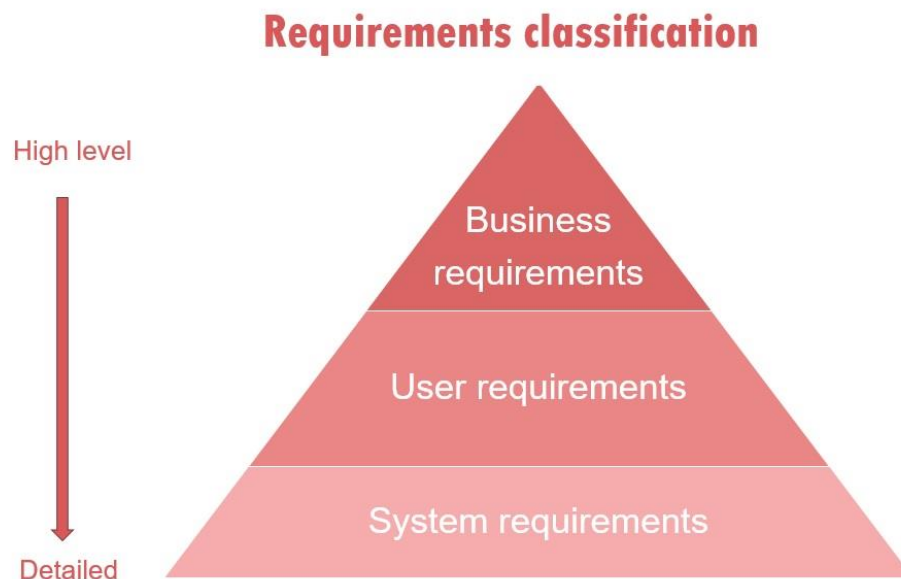 Requirements classification
High level
Business
requirements
User requirements
System requirements
Detailed